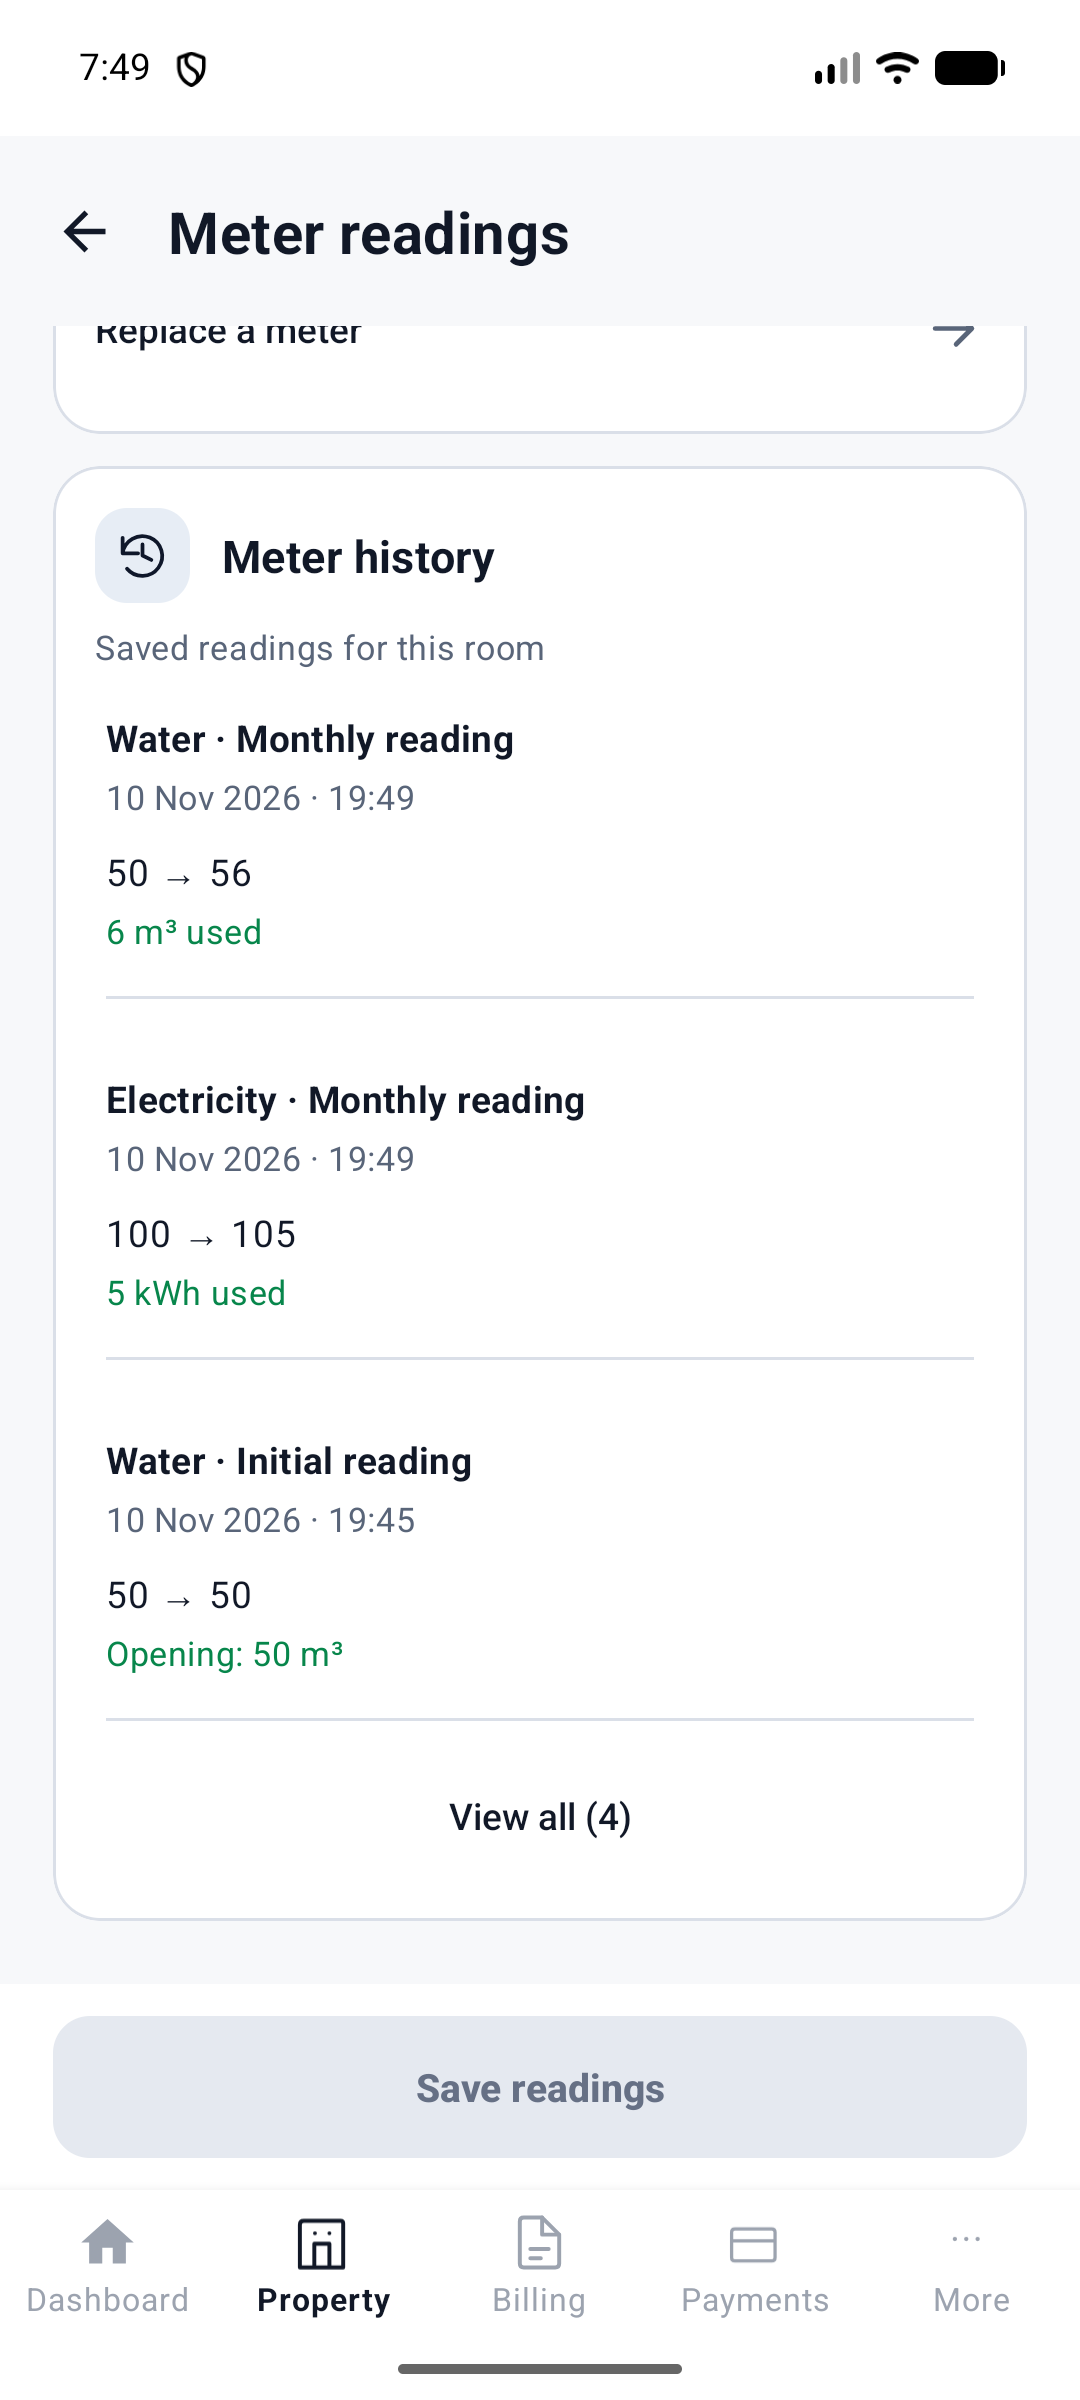 7:49
Meter readings
Replace a meter
Meter history
Saved readings for this room
Water · Monthly reading
10 Nov 2026 · 19:49
50 → 56
6 m³ used
Electricity · Monthly reading
10 Nov 2026 · 19:49
100 → 105
5 kWh used
Water · Initial reading
10 Nov 2026 · 19:45
50 → 50
Opening: 50 m³
View all (4)
Save readings
Dashboard
Property
Billing
Payments
More